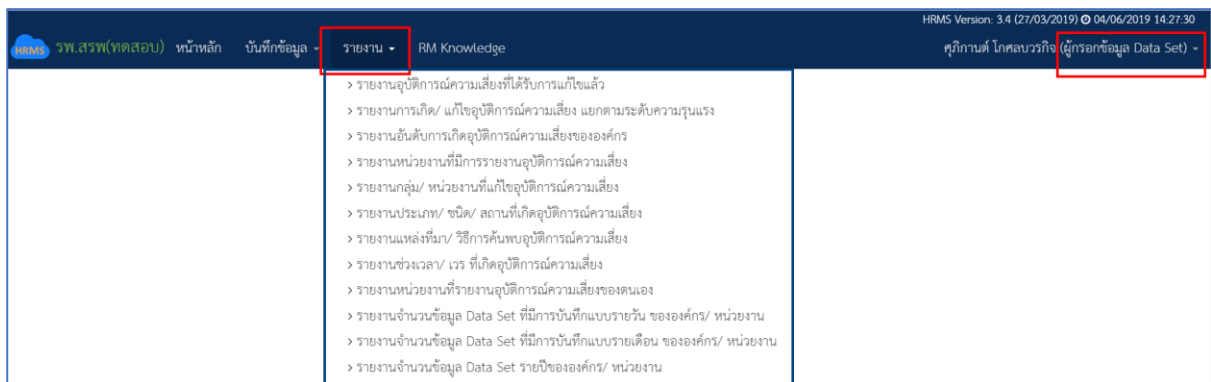 HRMS Version: 3.4 (27/03/2019) 04/06/2019 14:27:30
HRMS รพ.สรพ(ทดสอบ) หน้าหลัก บันทึกข้อมูล รายงาน RM Knowledge ศุภิกานต์ โกศลบวรกิจ (ผู้กรอกข้อมูล Data Set)
> รายงานอุบัติการณ์ความเสี่ยงที่ได้รับการแก้ไขแล้ว
> รายงานการเกิด/ แก้ไขอุบัติการณ์ความเสี่ยง แยกตามระดับความรุนแรง
> รายงานอันดับการเกิดอุบัติการณ์ความเสี่ยงขององค์กร
> รายงานหน่วยงานที่มีการรายงานอุบัติการณ์ความเสี่ยง
> รายงานกลุ่ม/ หน่วยงานที่แก้ไขอุบัติการณ์ความเสี่ยง
> รายงานประเภท/ ชนิด/ สถานที่เกิดอุบัติการณ์ความเสี่ยง
> รายงานแหล่งที่มา/ วิธีการค้นพบอุบัติการณ์ความเสี่ยง
> รายงานช่วงเวลา/ เวร ที่เกิดอุบัติการณ์ความเสี่ยง
> รายงานหน่วยงานที่รายงานอุบัติการณ์ความเสี่ยงของตนเอง
> รายงานจำนวนข้อมูล Data Set ที่มีการบันทึกแบบรายวัน ขององค์กร/ หน่วยงาน
> รายงานจำนวนข้อมูล Data Set ที่มีการบันทึกแบบรายเดือน ขององค์กร/ หน่วยงาน
> รายงานจำนวนข้อมูล Data Set รายปีขององค์กร/ หน่วยงาน